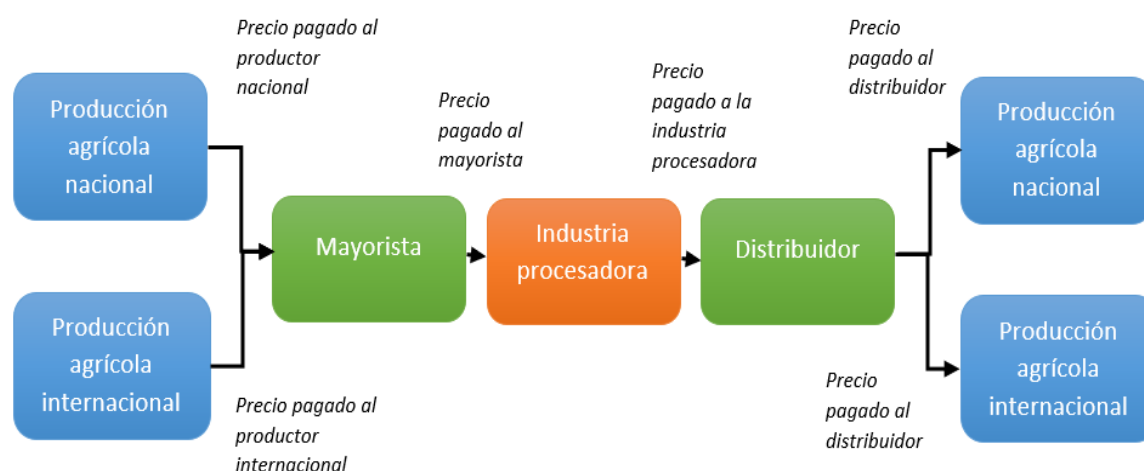 Precio pagado al
productor
nacional
Producción
agrícola
nacional
Precio
pagado al
mayorista
Precio
pagado a la
industria
procesadora
Precio
pagado al
distribuidor
Producción
agrícola
nacional
Mayorista
Industria
procesadora
Distribuidor
Producción
agrícola
internacional
Precio pagado al
productor
internacional
Precio
pagado al
distribuidor
Producción
agrícola
internacional